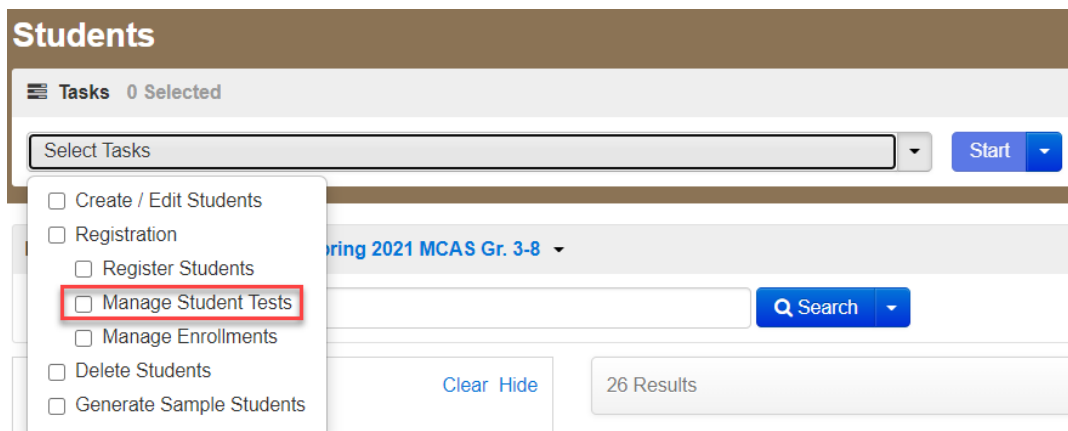 Students
Tasks 0 Selected
Select Tasks
Start
Create / Edit Students
Registration
Register Students
Manage Student Tests
Manage Enrollments
Delete Students
Generate Sample Students
pring 2021 MCAS Gr. 3-8
Search
Clear Hide
26 Results